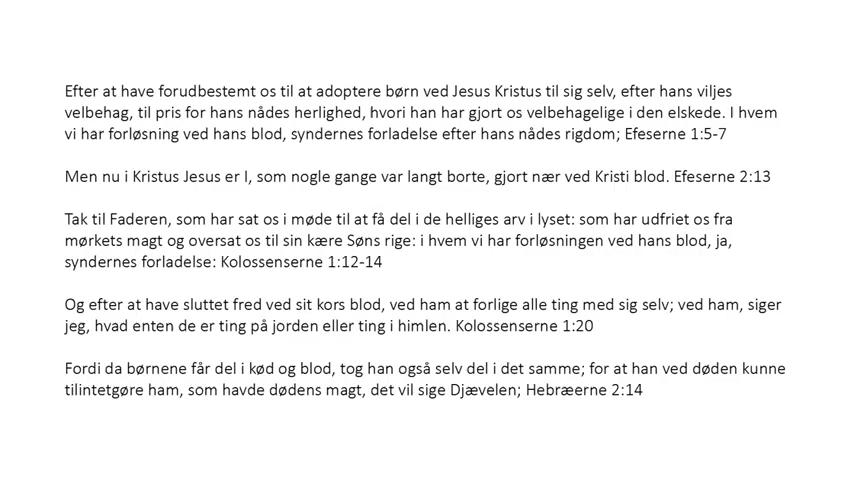 Efter at have forudbestemt os til at adoptere børn ved Jesus Kristus til sig selv, efter hans viljes
velbehag, til pris for hans nådes herlighed, hvori han har gjort os velbehagelige i den elskede. I hvem
vi har forløsning ved hans blod, syndernes forladelse efter hans nådes rigdom; Efeserne 1:5-7
Men nu i Kristus Jesus er I, som nogle gange var langt borte, gjort nær ved Kristi blod. Efeserne 2:13
Tak til Faderen, som har sat os i møde til at få del i de helliges arv i lyset: som har udfriet os fra
mørkets magt og oversat os til sin kære Søns rige: i hvem vi har forløsningen ved hans blod, ja,
syndernes forladelse: Kolossenserne 1:12-14
Og efter at have sluttet fred ved sit kors blod, ved ham at forlige alle ting med sig selv; ved ham, siger
jeg, hvad enten de er ting på jorden eller ting i himlen. Kolossenserne 1:20
Fordi da børnene får del i kød og blod, tog han også selv del i det samme; for at han ved døden kunne
tilintetgøre ham, som havde dødens magt, det vil sige Djævelen; Hebræerne 2:14